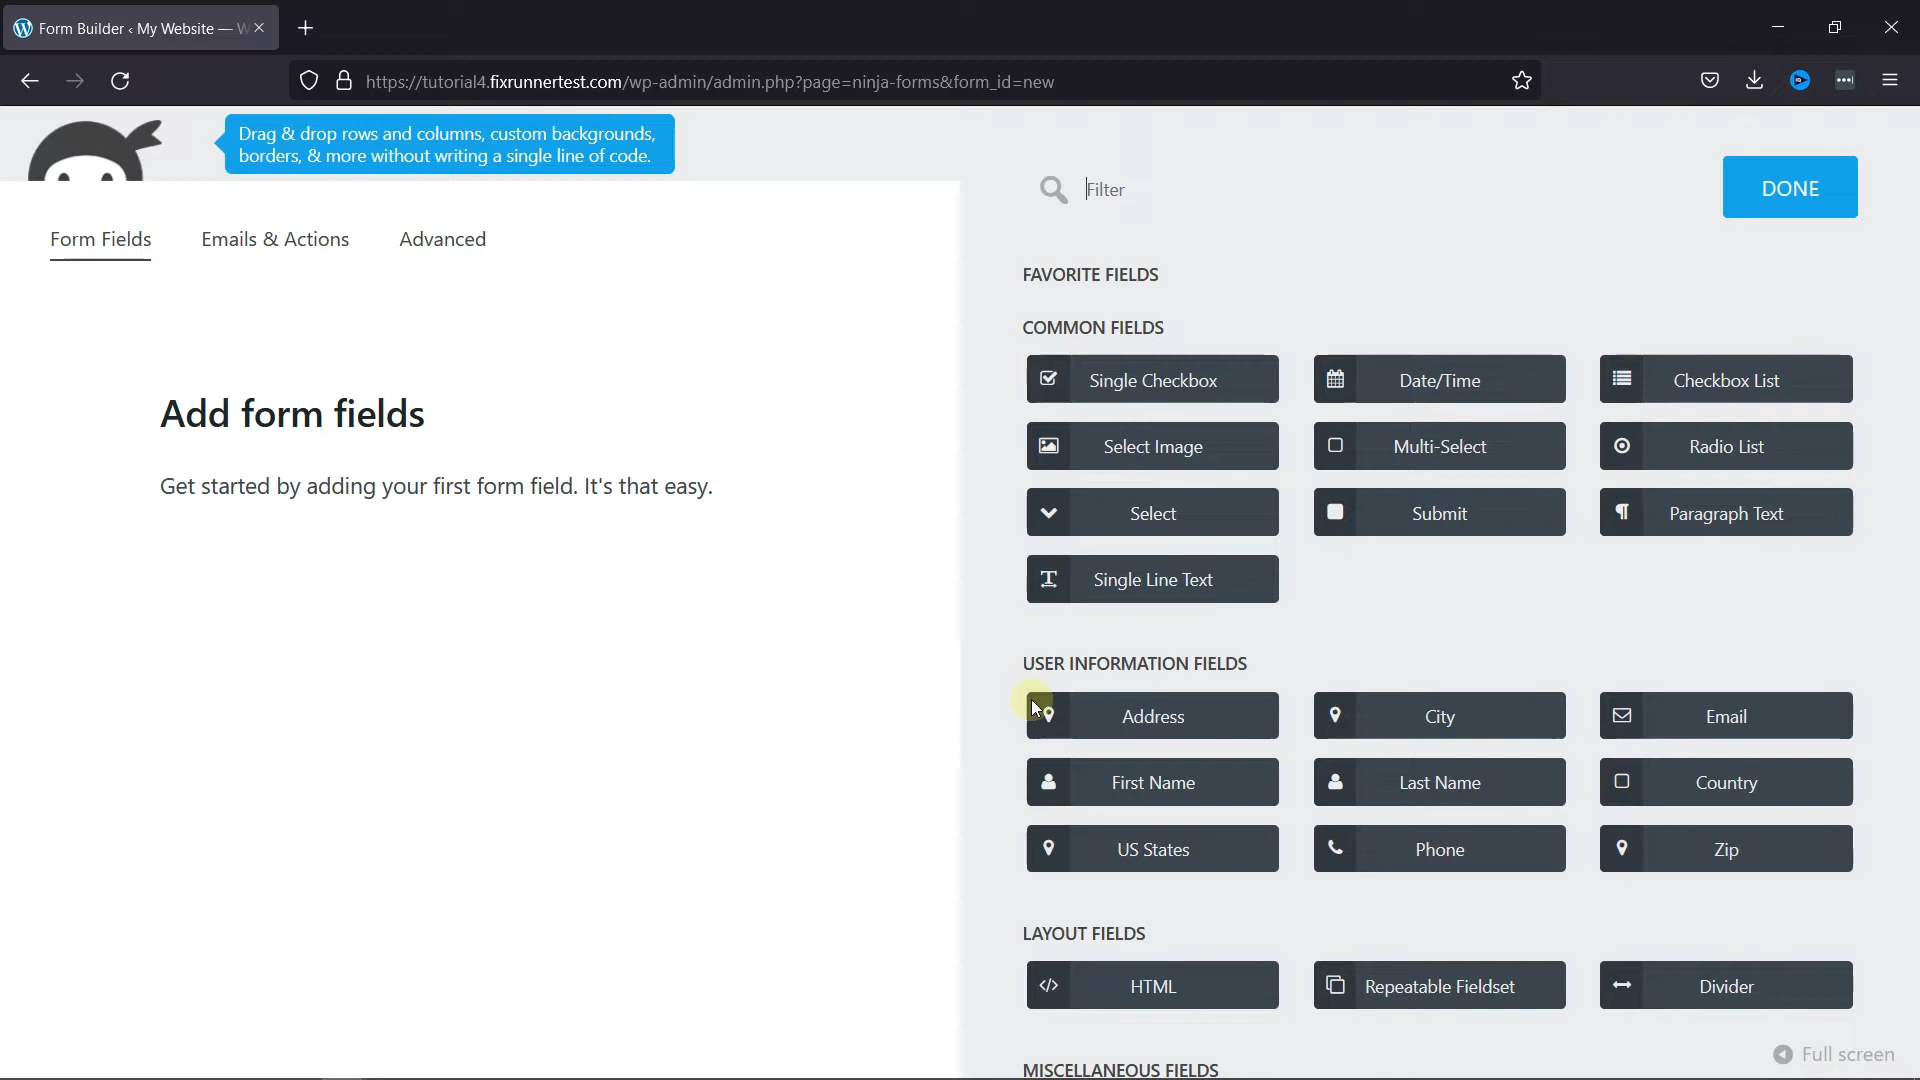 Form Builder ‹ My Website — W
https://tutorial4.fixrunnertest.com/wp-admin/admin.php?page=ninja-forms&form_id=new
Drag & drop rows and columns, custom backgrounds,
borders, & more without writing a single line of code.
Filter
DONE
Form Fields
Emails & Actions
Advanced
FAVORITE FIELDS
COMMON FIELDS
Single Checkbox
Date/Time
Checkbox List
Add form fields
Select Image
Multi-Select
Radio List
Get started by adding your first form field. It's that easy.
Select
Submit
Paragraph Text
Single Line Text
USER INFORMATION FIELDS
Address
City
Email
First Name
Last Name
Country
US States
Phone
Zip
LAYOUT FIELDS
HTML
Repeatable Fieldset
Divider
Full screen
MISCELLANEOUS FIELDS